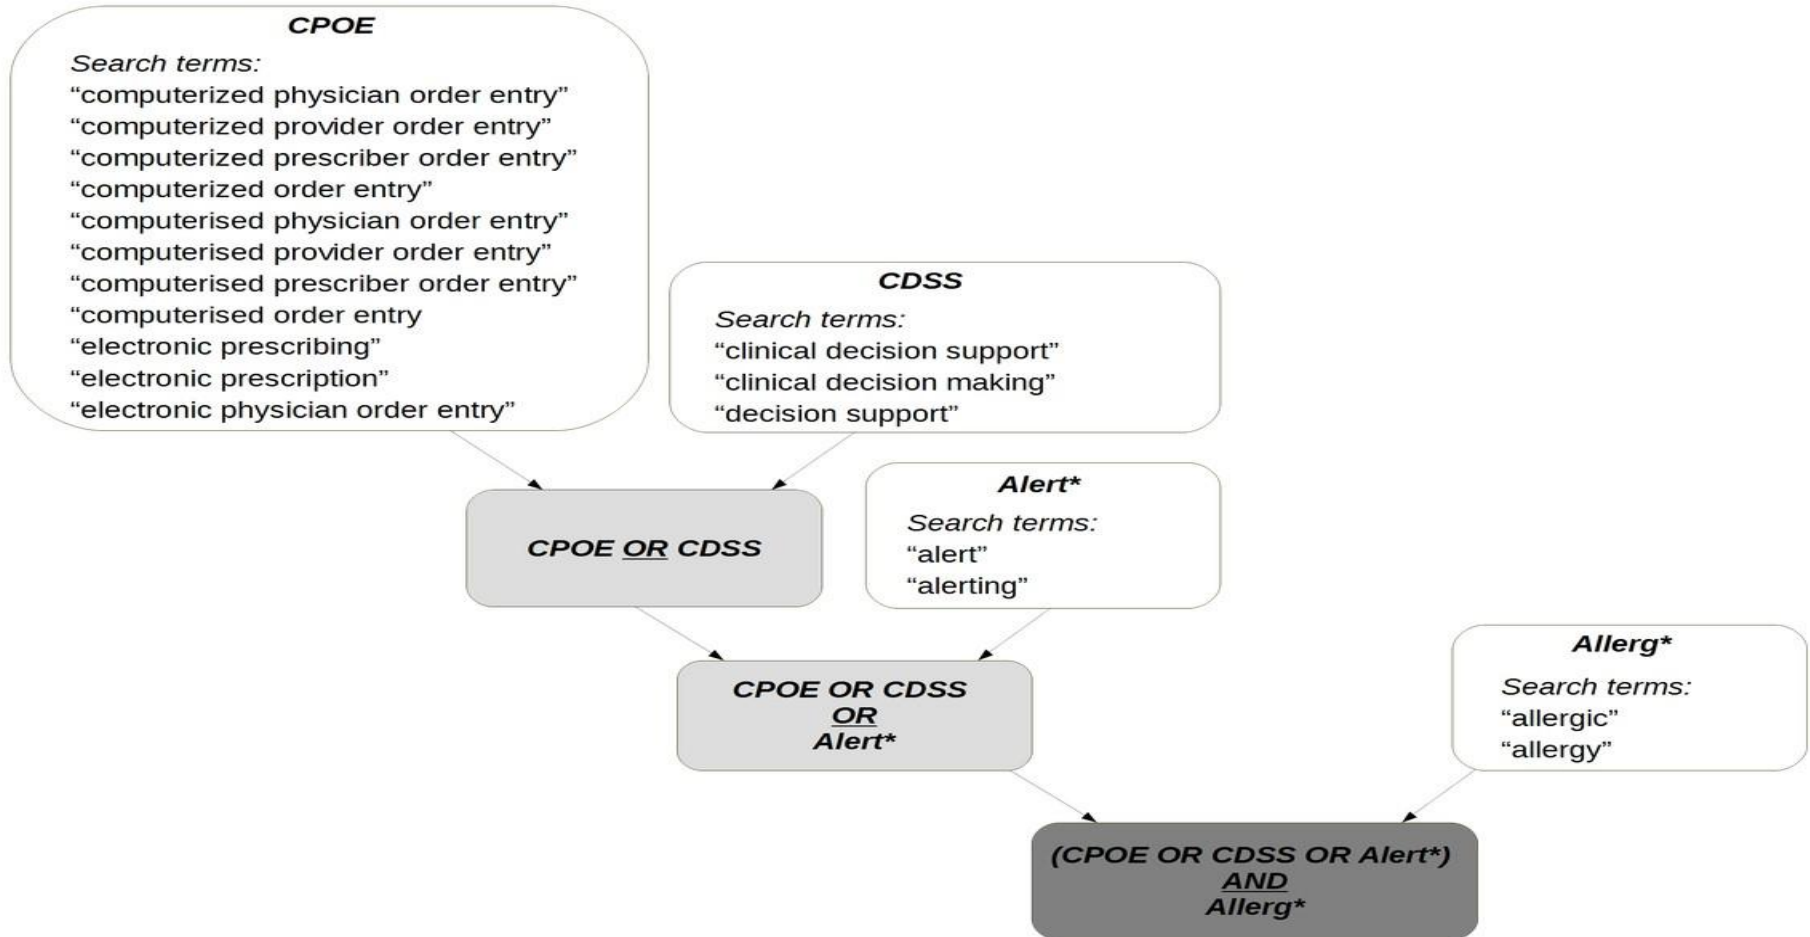 CPOE
Search terms:
“computerized physician order entry”
“computerized provider order entry”
“computerized prescriber order entry”
“computerized order entry”
“computerised physician order entry”
“computerised provider order entry”
“computerised prescriber order entry”
“computerised order entry
“electronic prescribing”
“electronic prescription”
“electronic physician order entry”
CDSS
Search terms:
“clinical decision support”
“clinical decision making”
“decision support”
CPOE OR CDSS
Alert*
Search terms:
“alert”
“alerting”
CPOE OR CDSS
OR
Alert*
Allerg*
Search terms:
“allergic”
“allergy”
(CPOE OR CDSS OR Alert*)
AND
Allerg*